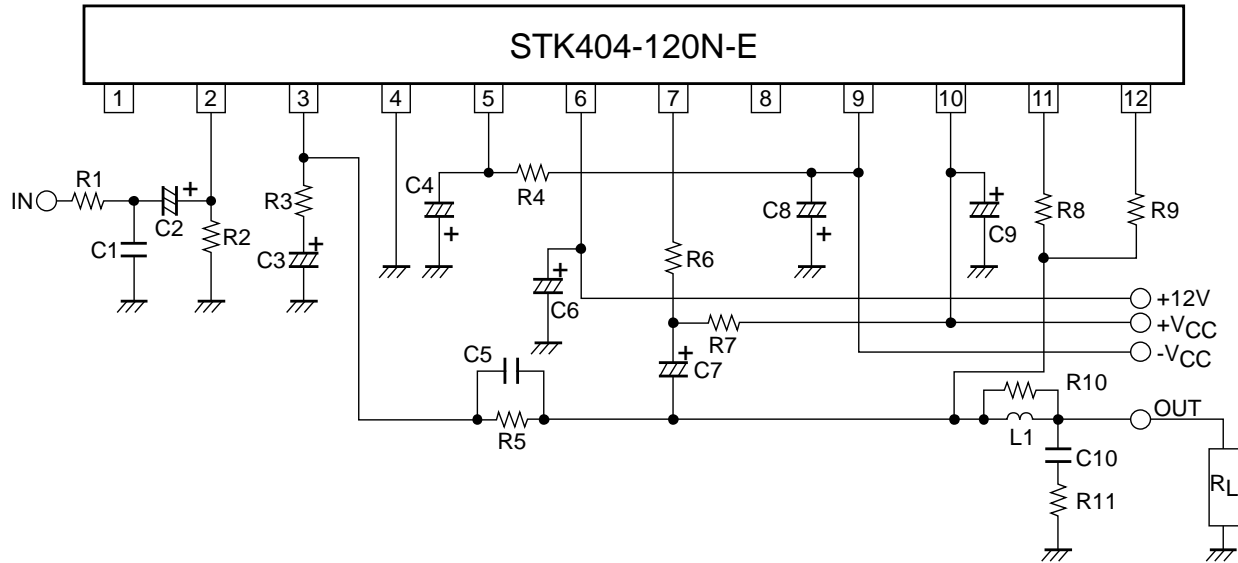 STK404-120N-E
1 2 3 4 5 6 7 8 9 10 11 12
IN R1 C1 C2 + R2
R3 C3 +
C4 + R4
C6 +
R6
C7 + R7
C8 +
C9 +
R8 R9
+12V
+VCC
-VCC
C5 R5
R10
L1
OUT
C10
R11
RL